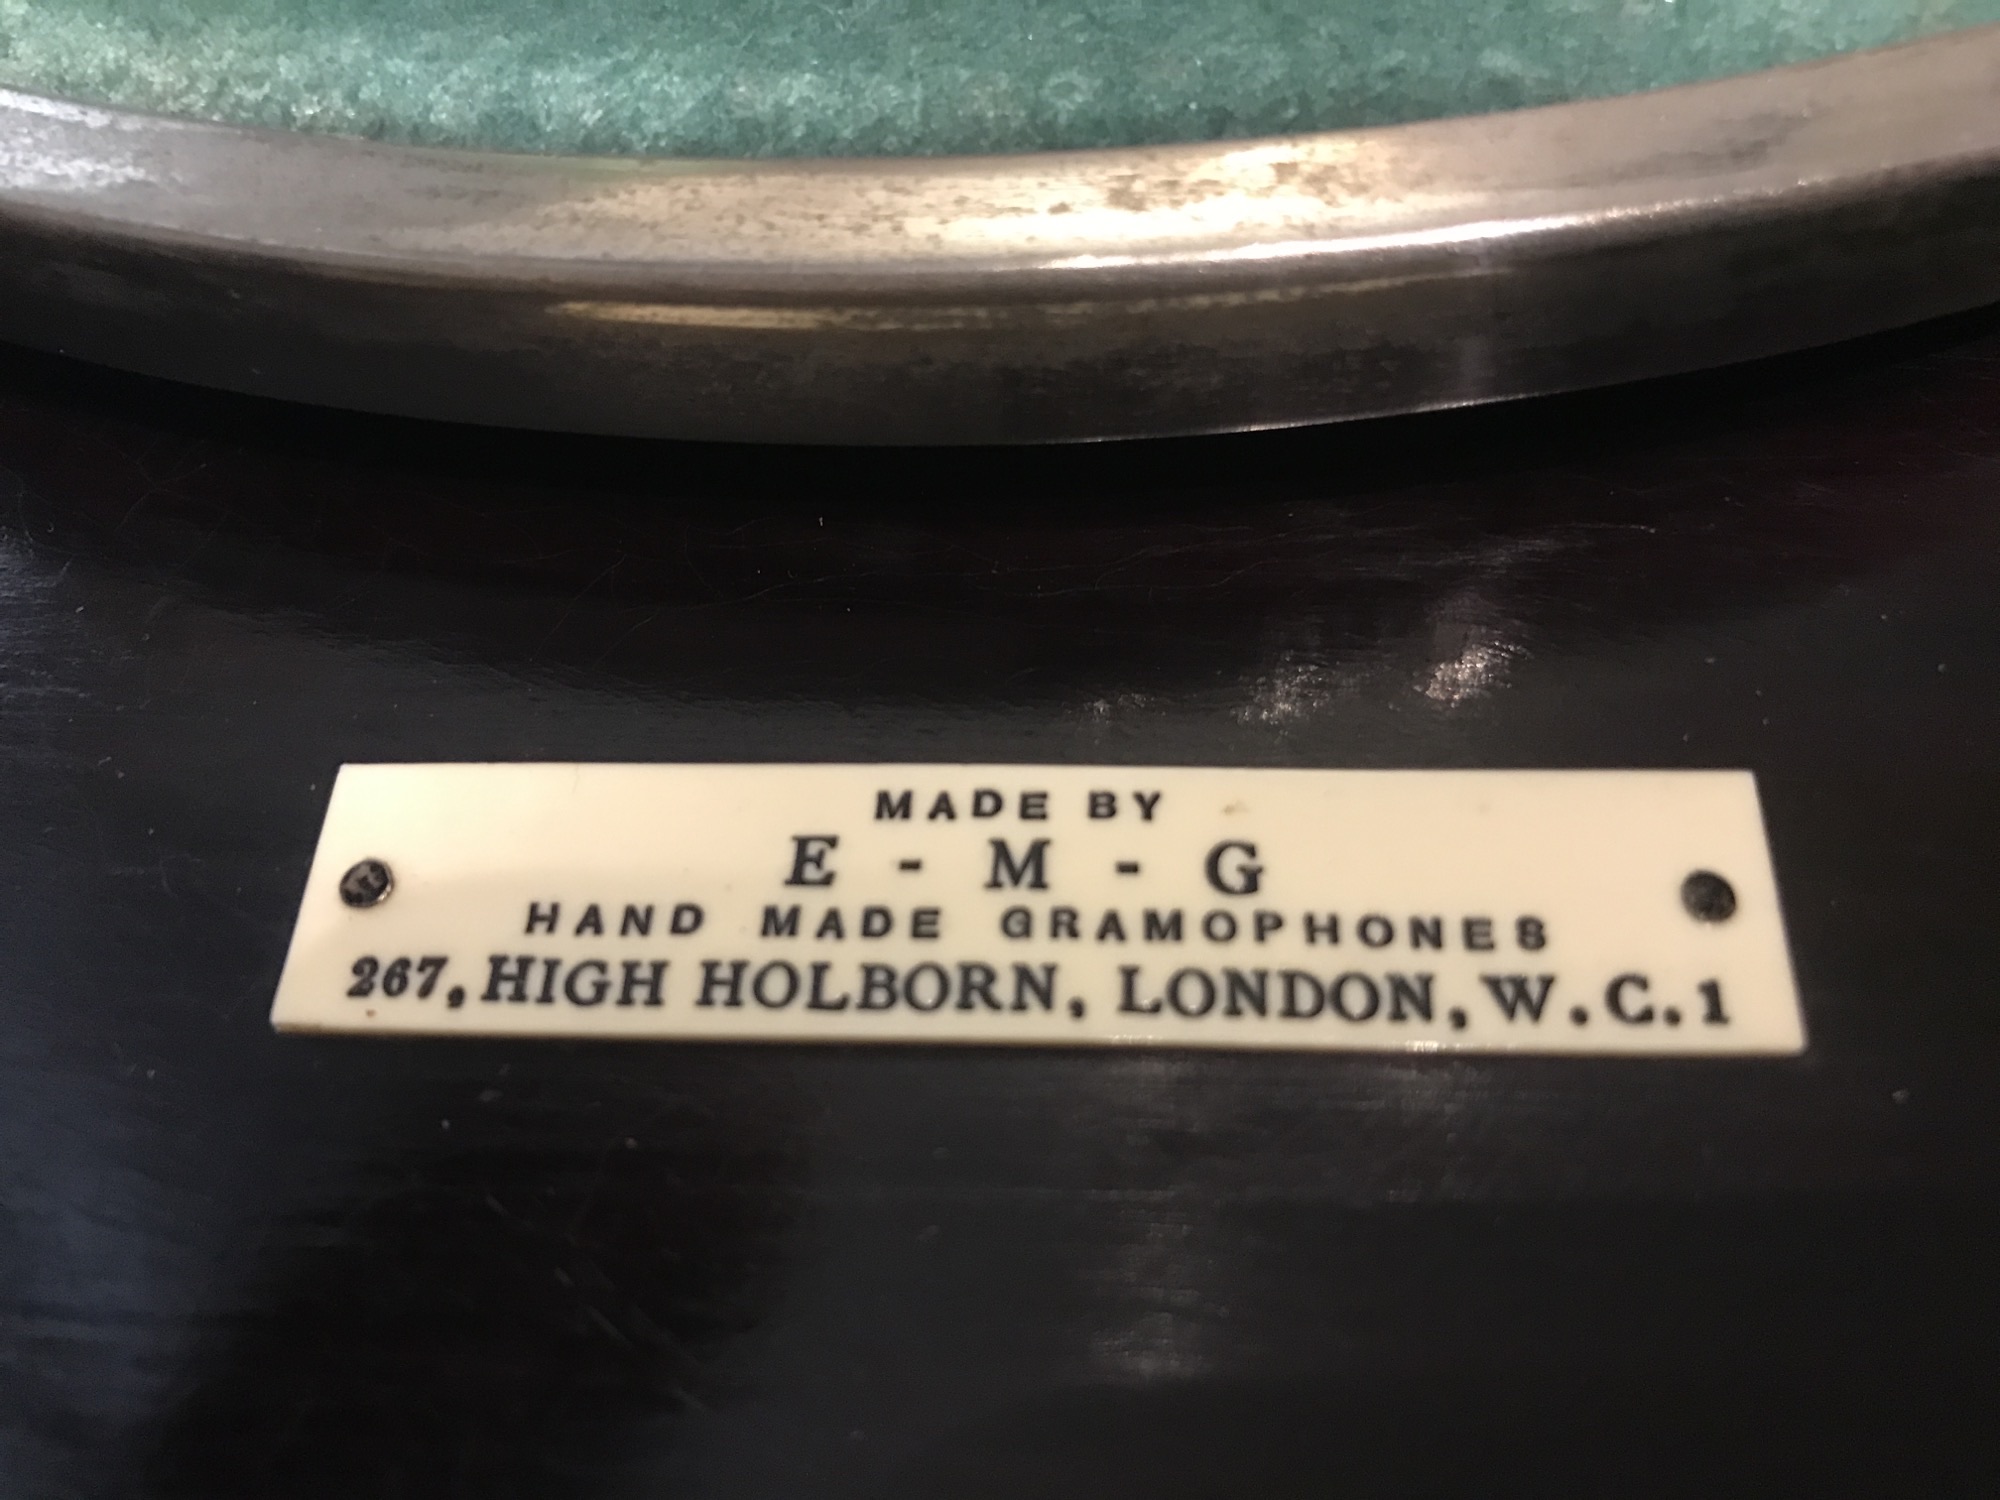 MADE BY
E - M - G
HAND MADE GRAMOPHONES
267, HIGH HOLBORN, LONDON, W.C.1